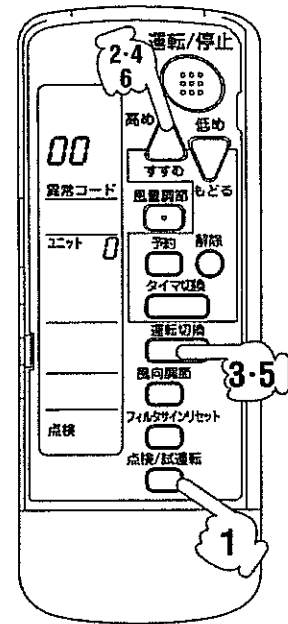 運転/停止
2·4
6
高め
低め
00
すすむ
異常コード
風量調節
もどる
ユニット 0
予約
解除
タイマ切換
運転切換
3·5
風向調節
フィルタサインリセット
点検
点検/試運転
1